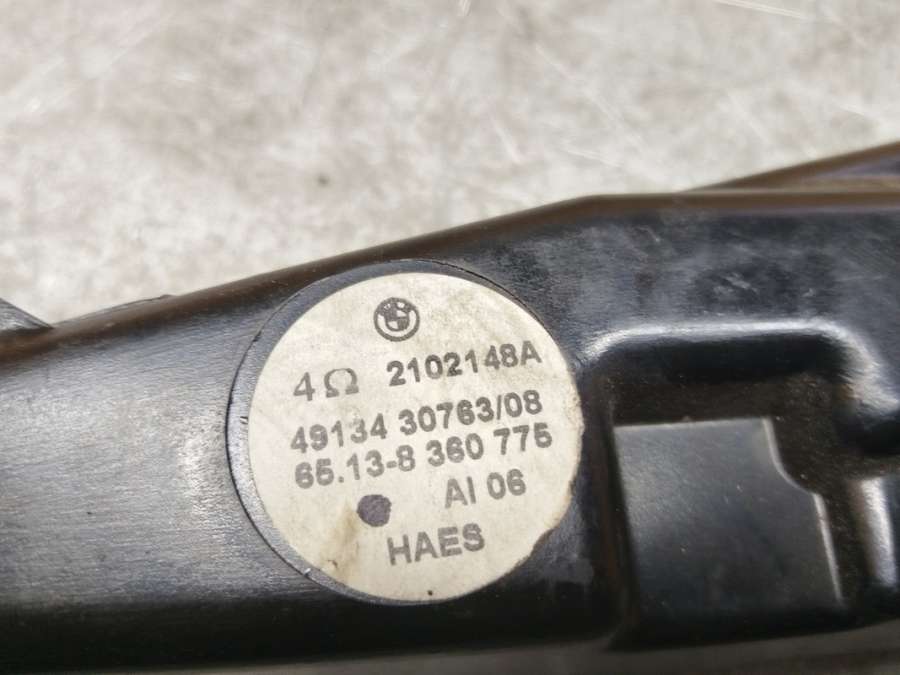 4Ω 2102148A
49134 30763/08
65.13-8 360 775
AI 06
HAES